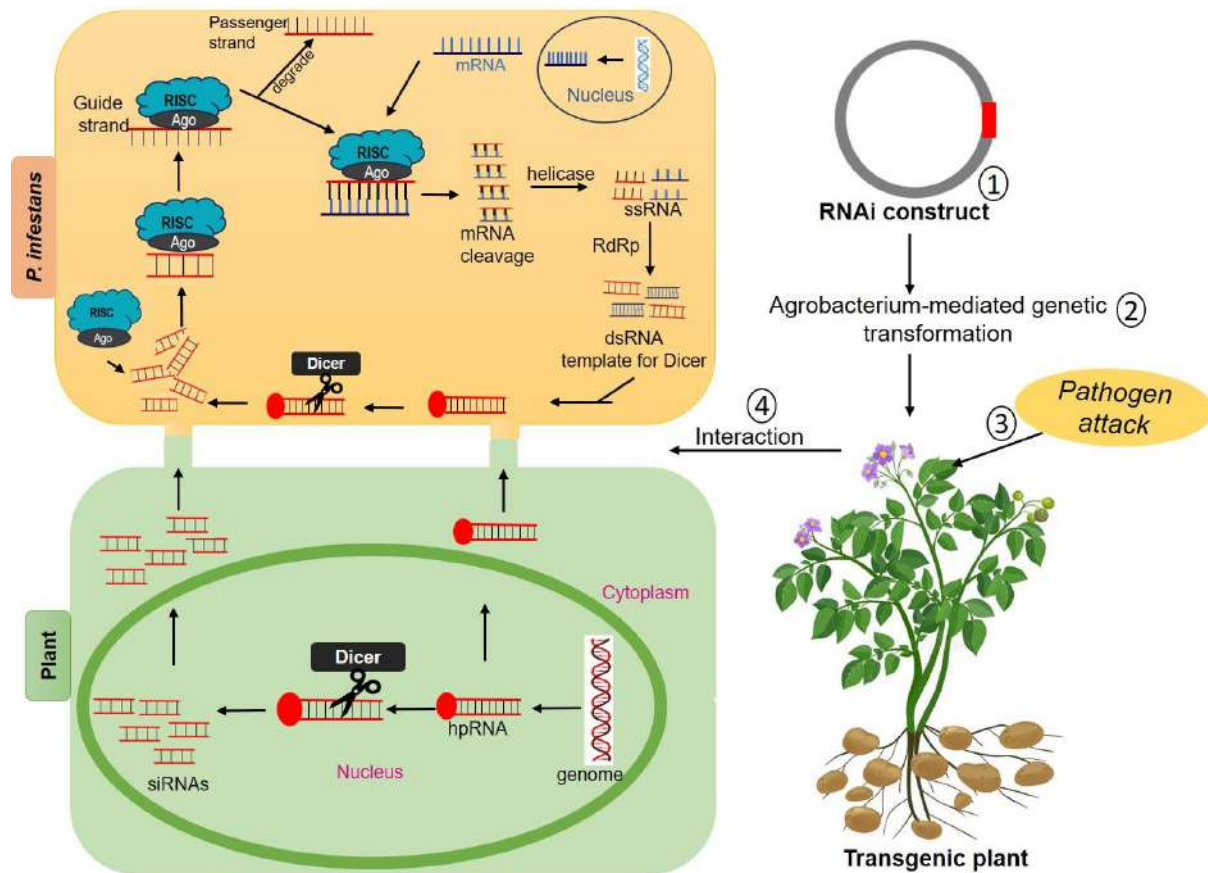 Passenger
strand
degrade
mRNA
Nucleus
RISC
Ago
Guide
strand
RISC
Ago
mRNA
cleavage
helicase
ssRNA
RdRp
dsRNA
template for Dicer
RISC
Ago
RISC
Ago
Dicer
P. infestans
Plant
Cytoplasm
Dicer
hpRNA
siRNAs
Nucleus
genome
1
RNAi construct
Agrobacterium-mediated genetic
transformation
2
3
Pathogen
attack
4
Interaction
Transgenic plant